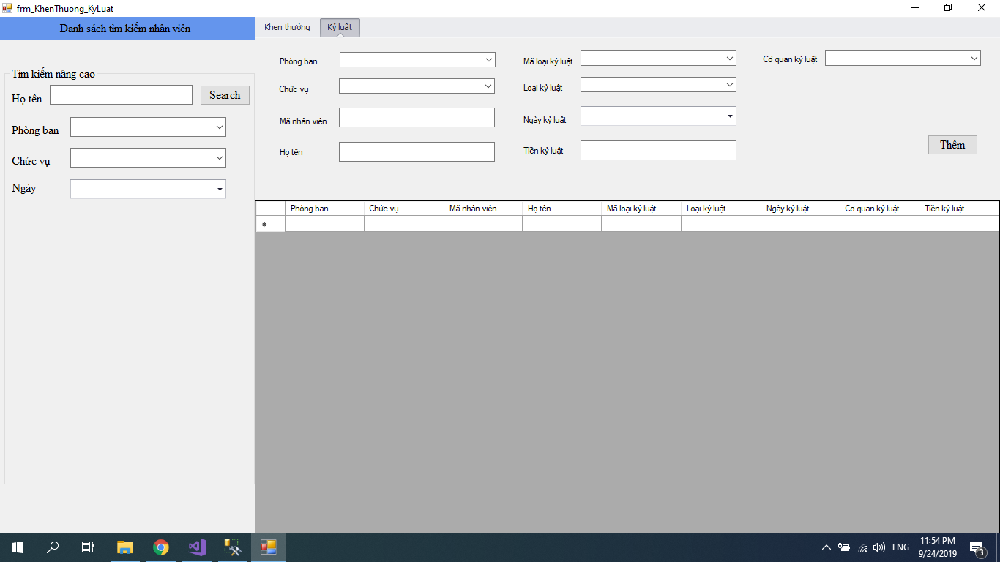 frm_KhenThuong_KyLuat
Danh sách tìm kiếm nhân viên
Tìm kiếm nâng cao
Họ tên
Search
Phòng ban
Chức vụ
Ngày
Khen thưởng
Kỷ luật
Phòng ban
Mã loại kỷ luật
Cơ quan kỷ luật
Chức vụ
Loại kỷ luật
Mã nhân viên
Ngày kỷ luật
Họ tên
Tiền kỷ luật
Thêm
Phòng ban Chức vụ Mã nhân viên Họ tên Mã loại kỷ luật Loại kỷ luật Ngày kỷ luật Cơ quan kỷ luật Tiền kỷ luật
ENG
11:54 PM
9/24/2019
3